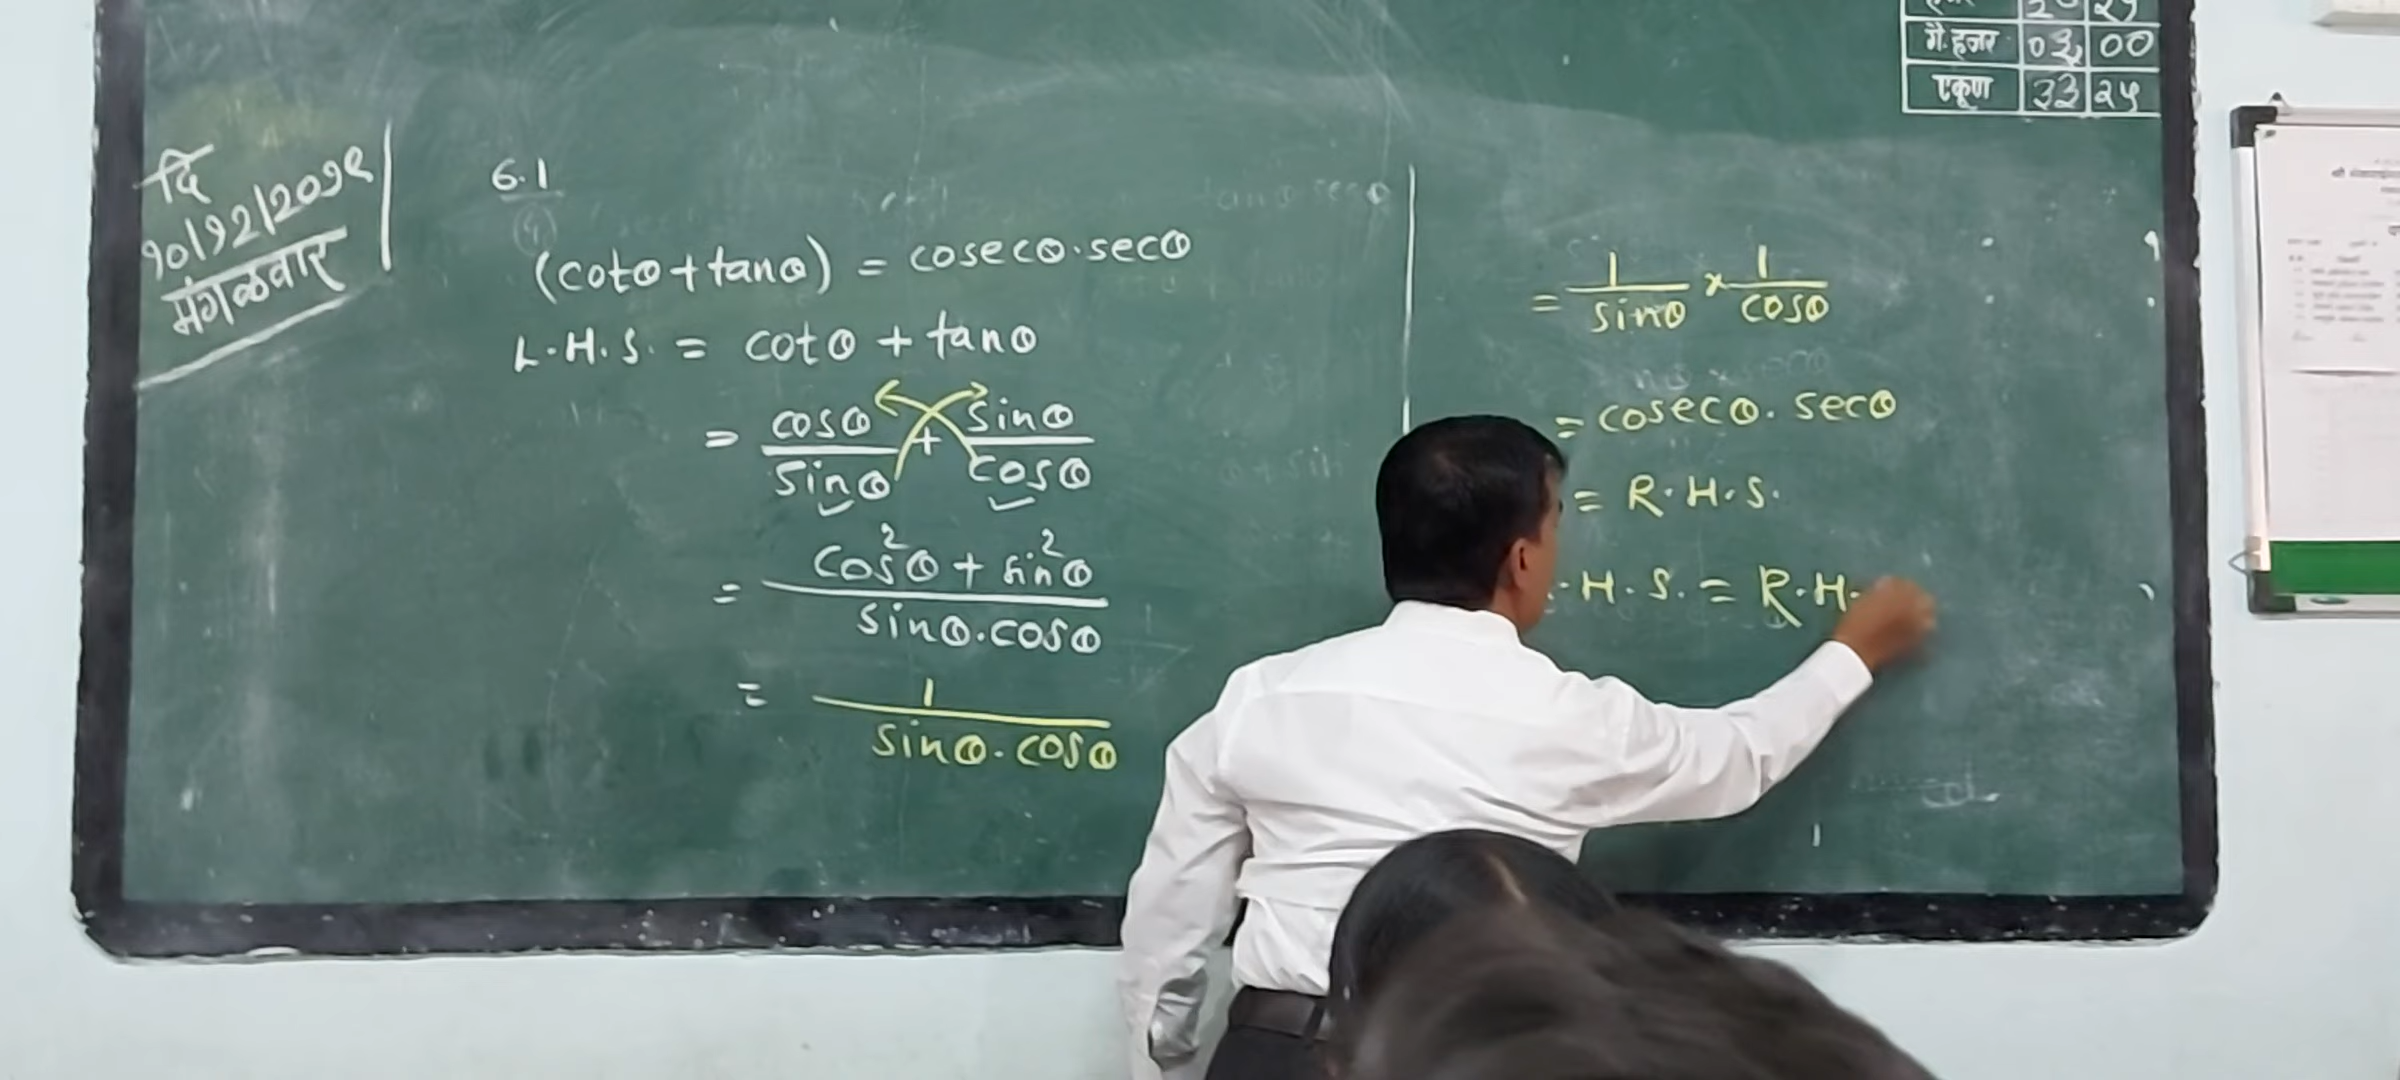 दि
१०/१२/२०१९
मंगळवार
6.1
(cotθ+tanθ) = cosecθ.secθ
L.H.S. = cotθ + tanθ
= cosθ/sinθ + sinθ/cosθ
= cos²θ + sin²θ / sinθ.cosθ
= 1 / sinθ.cosθ
= 1/sinθ × 1/cosθ
= cosecθ. secθ
= R.H.S.
.H.S. = R.H.
गै.हजर 03 00
एकूण 33 २५